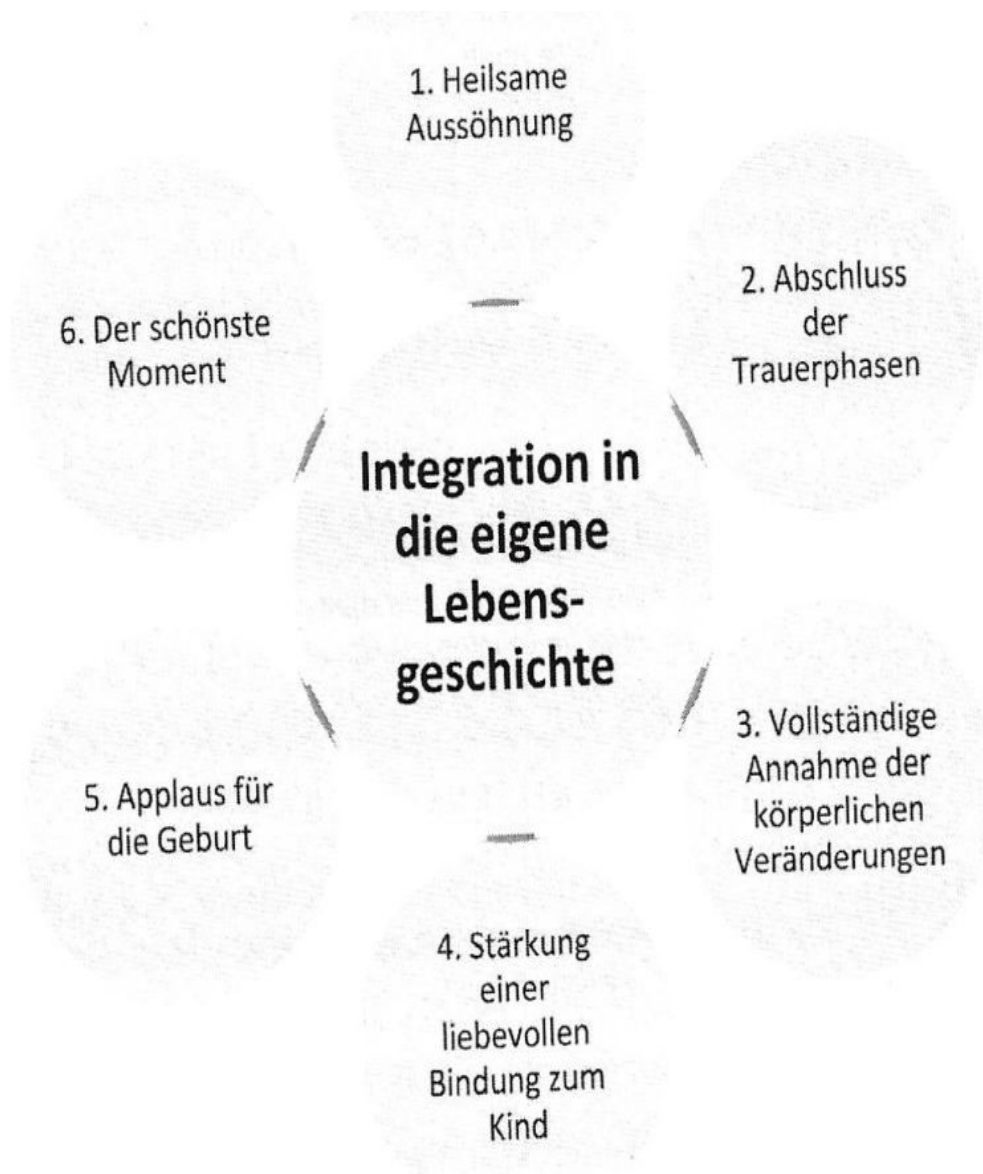 1. Heilsame
Aussöhnung
2. Abschluss
der
Trauerphasen
3. Vollständige
Annahme der
körperlichen
Veränderungen
4. Stärkung
einer
liebevollen
Bindung zum
Kind
5. Applaus für
die Geburt
6. Der schönste
Moment
Integration in
die eigene
Lebens-
geschichte